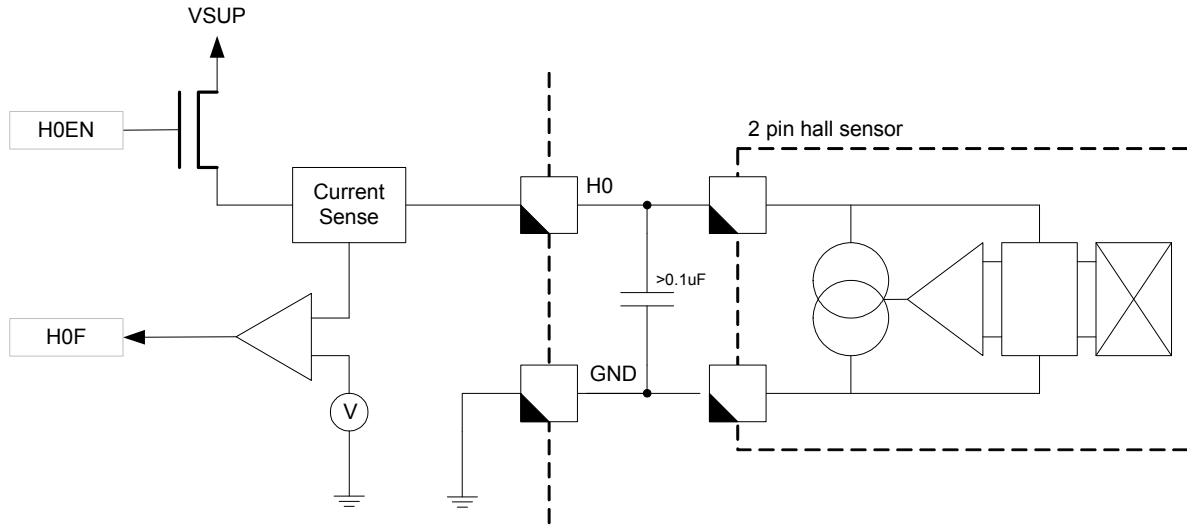 VSUP
H0EN
2 pin hall sensor
Current
Sense
H0
>0.1uF
H0F
GND
V